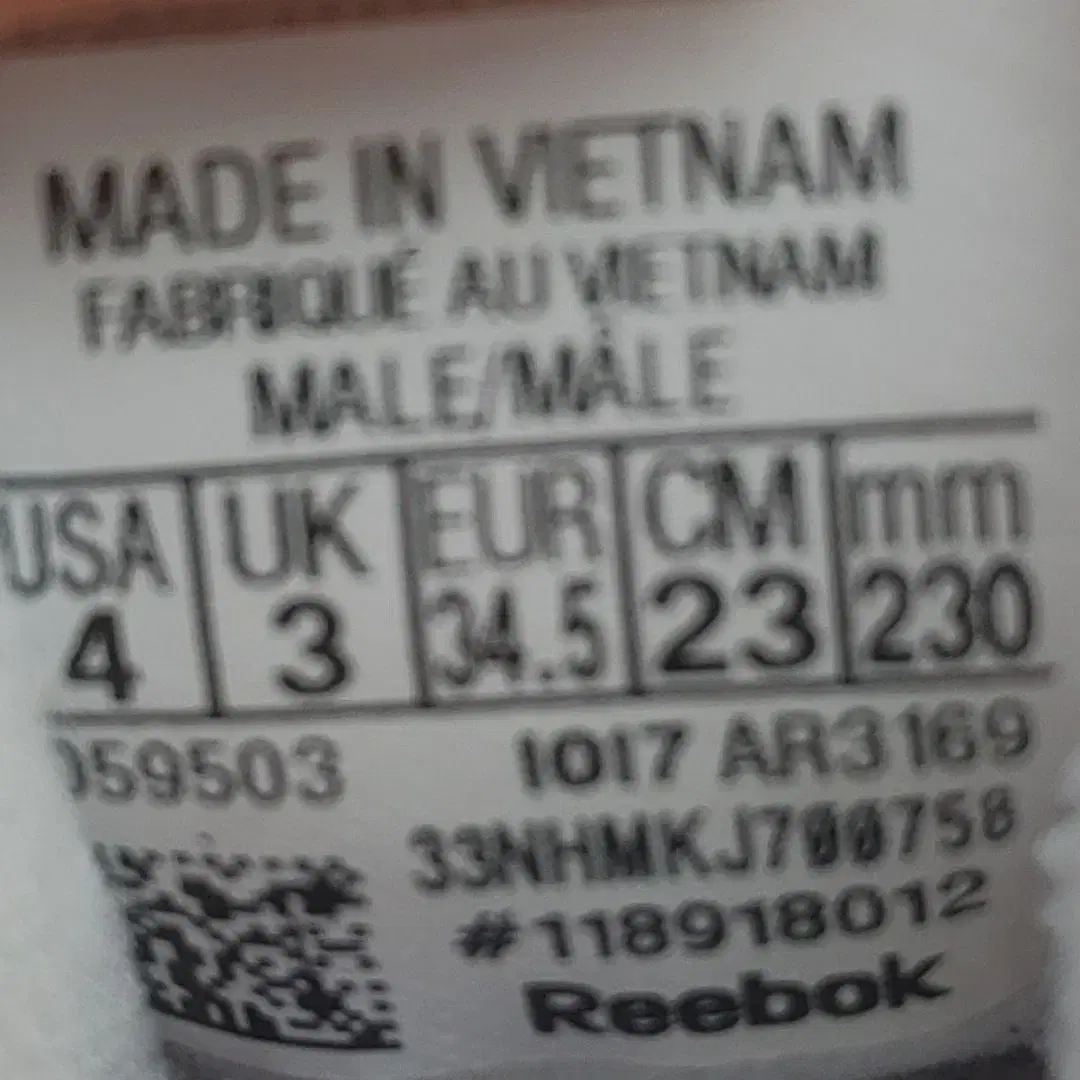 MADE IN VIETNAM
FABRIQUÉ AU VIETNAM
MALE/MÂLE
USA UK EUR CM mm
4 3 34.5 23 230
059503 1017 AR3169
33NHMKJ700758
#118918012
Reebok